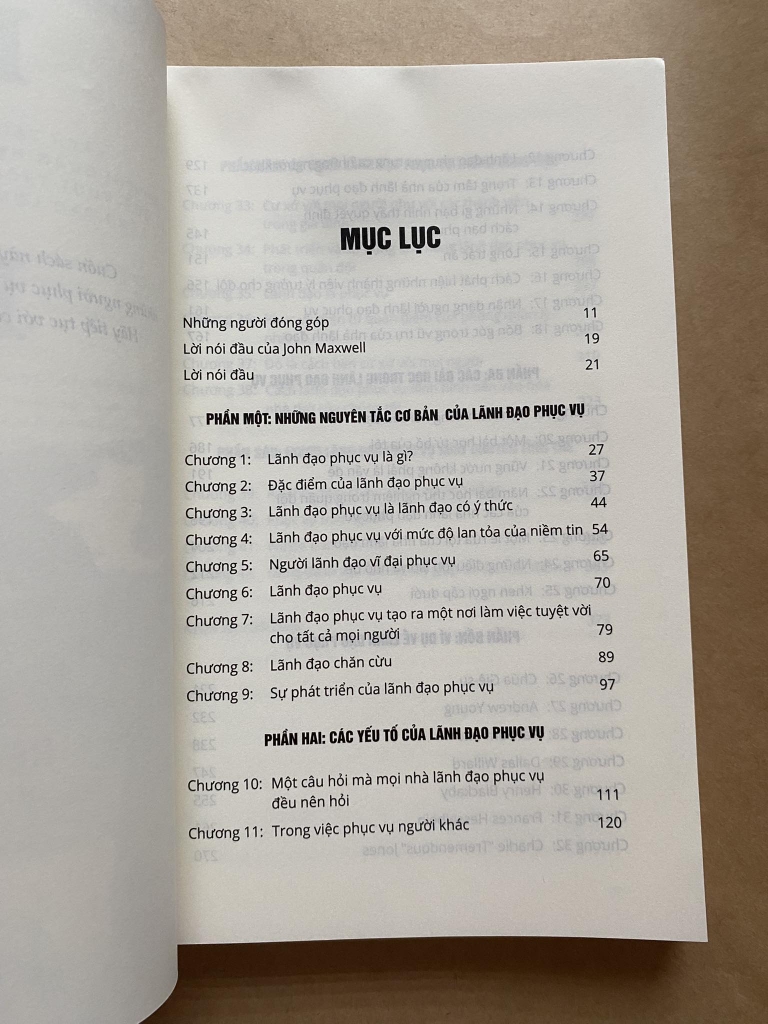 MỤC LỤC
Những người đóng góp 11
Lời nói đầu của John Maxwell 19
Lời nói đầu 21
PHẦN MỘT: NHỮNG NGUYÊN TẮC CƠ BẢN CỦA LÃNH ĐẠO PHỤC VỤ
Chương 1: Lãnh đạo phục vụ là gì? 27
Chương 2: Đặc điểm của lãnh đạo phục vụ 37
Chương 3: Lãnh đạo phục vụ là lãnh đạo có ý thức 44
Chương 4: Lãnh đạo phục vụ với mức độ lan tỏa của niềm tin 54
Chương 5: Người lãnh đạo vĩ đại phục vụ 65
Chương 6: Lãnh đạo phục vụ 70
Chương 7: Lãnh đạo phục vụ tạo ra một nơi làm việc tuyệt vời
cho tất cả mọi người 79
Chương 8: Lãnh đạo chăn cừu 89
Chương 9: Sự phát triển của lãnh đạo phục vụ 97
PHẦN HAI: CÁC YẾU TỐ CỦA LÃNH ĐẠO PHỤC VỤ
Chương 10: Một câu hỏi mà mọi nhà lãnh đạo phục vụ
đều nên hỏi 111
Chương 11: Trong việc phục vụ người khác 120